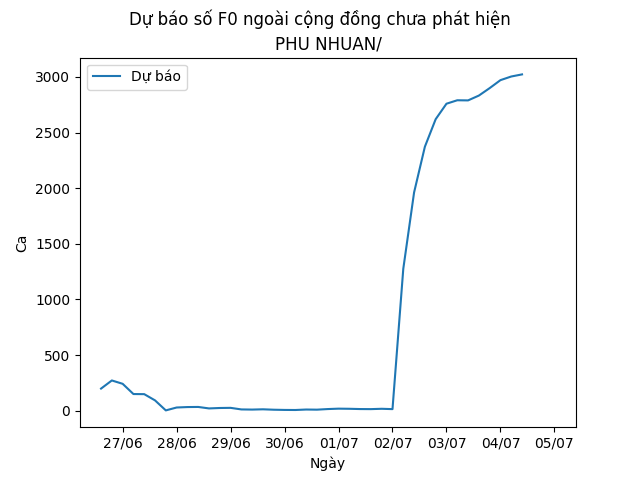 Dự báo số F0 ngoài cộng đồng chưa phát hiện
PHU NHUAN/
Dự báo
3000
2500
2000
1500
1000
500
0
Ca
27/06 28/06 29/06 30/06 01/07 02/07 03/07 04/07 05/07
Ngày